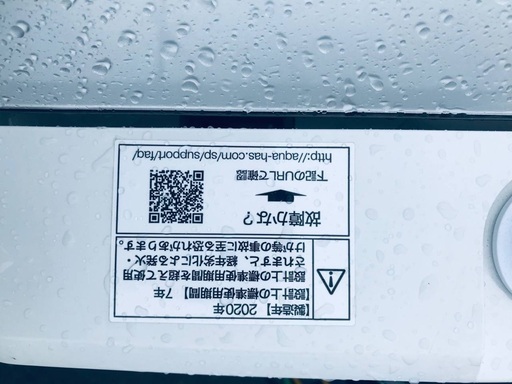 【製造年】2020年
【設計上の標準使用期間】7年
設計上の標準使用期間を超えて使用
されますと、経年劣化による発火・
けが等の事故に至る恐れがあります。
故障かな?
下記のURLで確認
http://aqua-has.com/sp/support/faq/